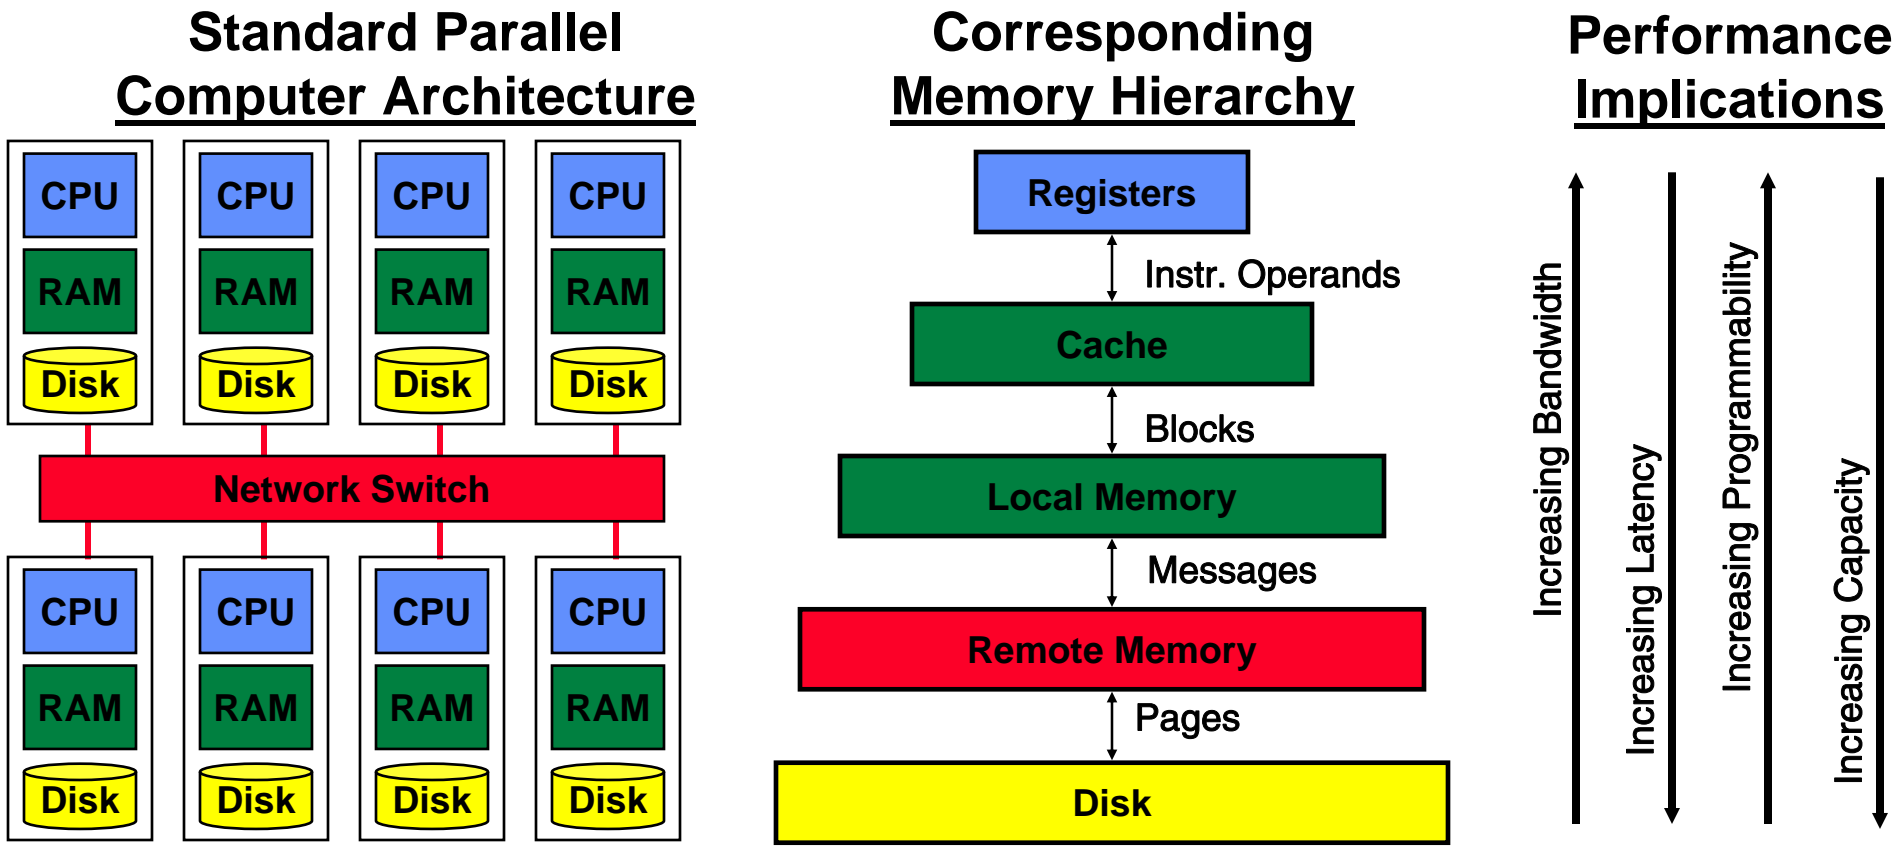 Standard Parallel
Computer Architecture
CPU CPU CPU CPU
RAM RAM RAM RAM
Disk Disk Disk Disk
Network Switch
CPU CPU CPU CPU
RAM RAM RAM RAM
Disk Disk Disk Disk
Corresponding
Memory Hierarchy
Registers
Instr. Operands
Cache
Blocks
Local Memory
Messages
Remote Memory
Pages
Disk
Performance
Implications
Increasing Bandwidth
Increasing Latency
Increasing Programmability
Increasing Capacity